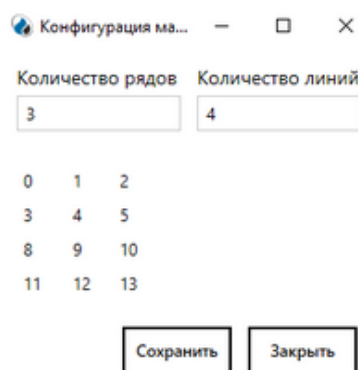 Конфигурация ма...
Количество рядов Количество линий
3 4
0 1 2
3 4 5
8 9 10
11 12 13
Сохранить Закрыть